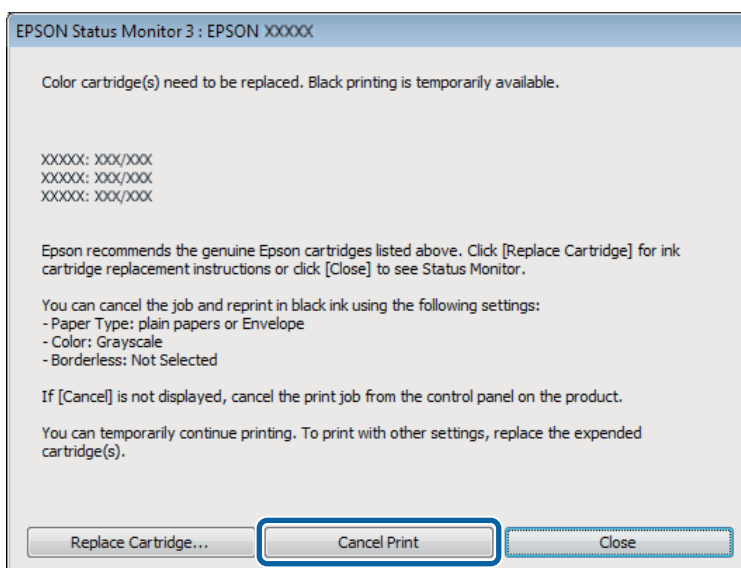 EPSON Status Monitor 3 : EPSON XXXXX
Color cartridge(s) need to be replaced. Black printing is temporarily available.
XXXXX: XXX/XXX
XXXXX: XXX/XXX
XXXXX: XXX/XXX
Epson recommends the genuine Epson cartridges listed above. Click [Replace Cartridge] for ink
cartridge replacement instructions or click [Close] to see Status Monitor.
You can cancel the job and reprint in black ink using the following settings:
- Paper Type: plain papers or Envelope
- Color: Grayscale
- Borderless: Not Selected
If [Cancel] is not displayed, cancel the print job from the control panel on the product.
You can temporarily continue printing. To print with other settings, replace the expended
cartridge(s).
Replace Cartridge... Cancel Print Close